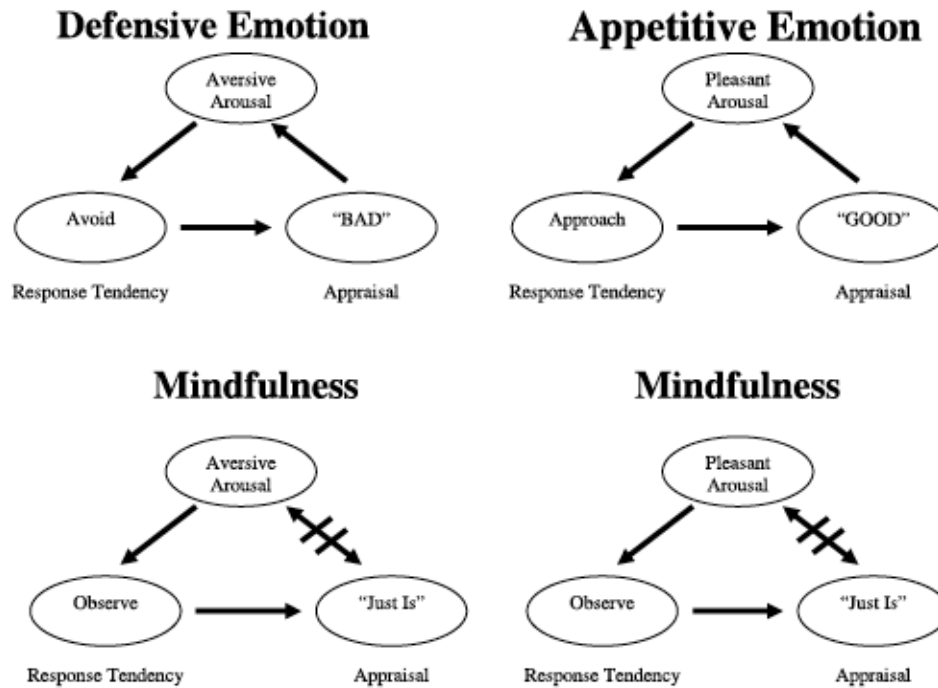 Defensive Emotion
Aversive
Arousal
Avoid
“BAD”
Response Tendency
Appraisal
Appetitive Emotion
Pleasant
Arousal
Approach
“GOOD”
Response Tendency
Appraisal
Mindfulness
Aversive
Arousal
Observe
“Just Is”
Response Tendency
Appraisal
Mindfulness
Pleasant
Arousal
Observe
“Just Is”
Response Tendency
Appraisal